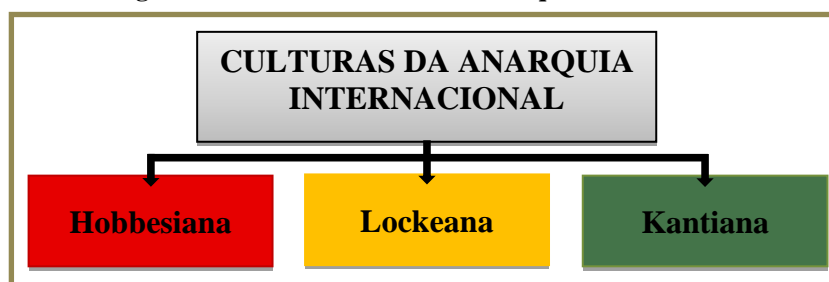 CULTURAS DA ANARQUIA
INTERNACIONAL
Hobbesiana
Lockeana
Kantiana